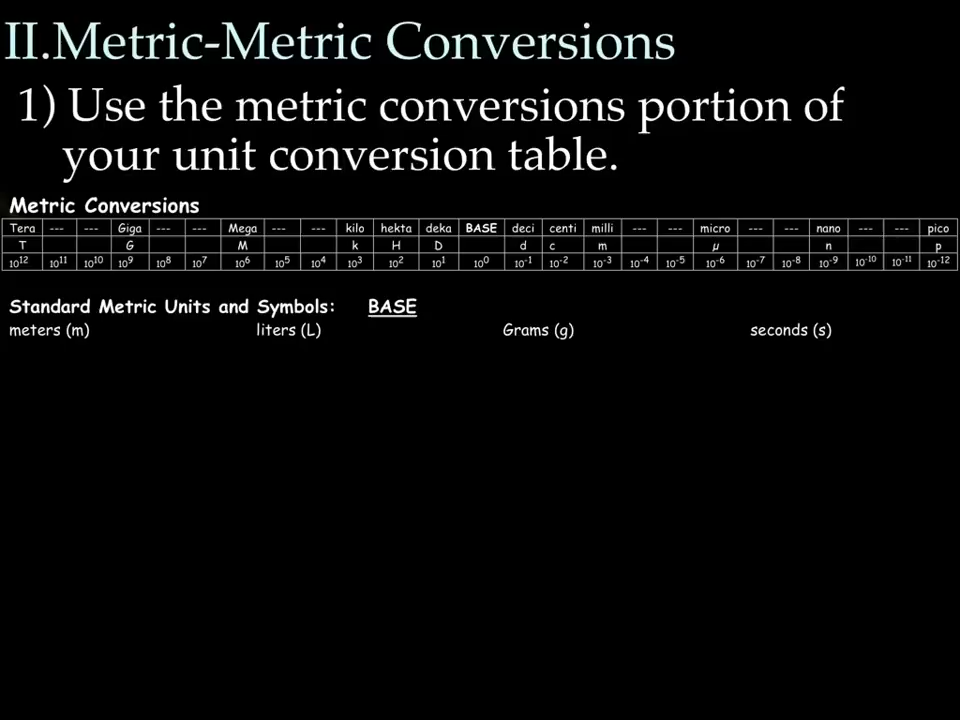 II.Metric-Metric Conversions
1) Use the metric conversions portion of
your unit conversion table.
Metric Conversions
Tera --- --- Giga --- --- Mega --- --- kilo hekta deka BASE deci centi milli --- --- micro --- --- nano --- --- pico
T G M k H D d c m µ n p
10¹² 10¹¹ 10¹⁰ 10⁹ 10⁸ 10⁷ 10⁶ 10⁵ 10⁴ 10³ 10² 10¹ 10⁰ 10⁻¹ 10⁻² 10⁻³ 10⁻⁴ 10⁻⁵ 10⁻⁶ 10⁻⁷ 10⁻⁸ 10⁻⁹ 10⁻¹⁰ 10⁻¹¹ 10⁻¹²
Standard Metric Units and Symbols: BASE
meters (m) liters (L) Grams (g) seconds (s)